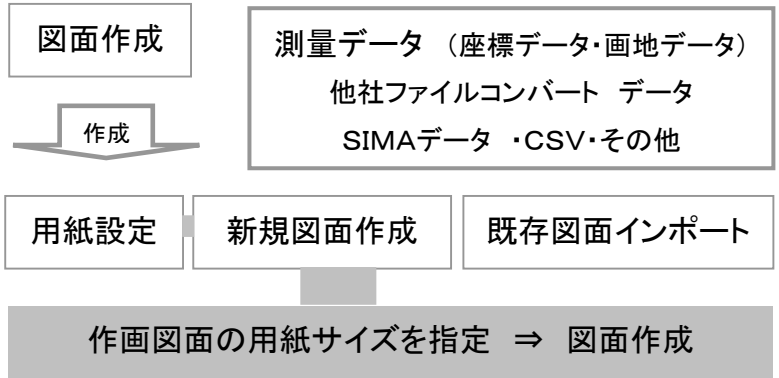 図面作成
測量データ (座標データ・画地データ)
他社ファイルコンバート データ
SIMAデータ ・CSV・その他
作成
用紙設定
新規図面作成
既存図面インポート
作画図面の用紙サイズを指定 ⇒ 図面作成